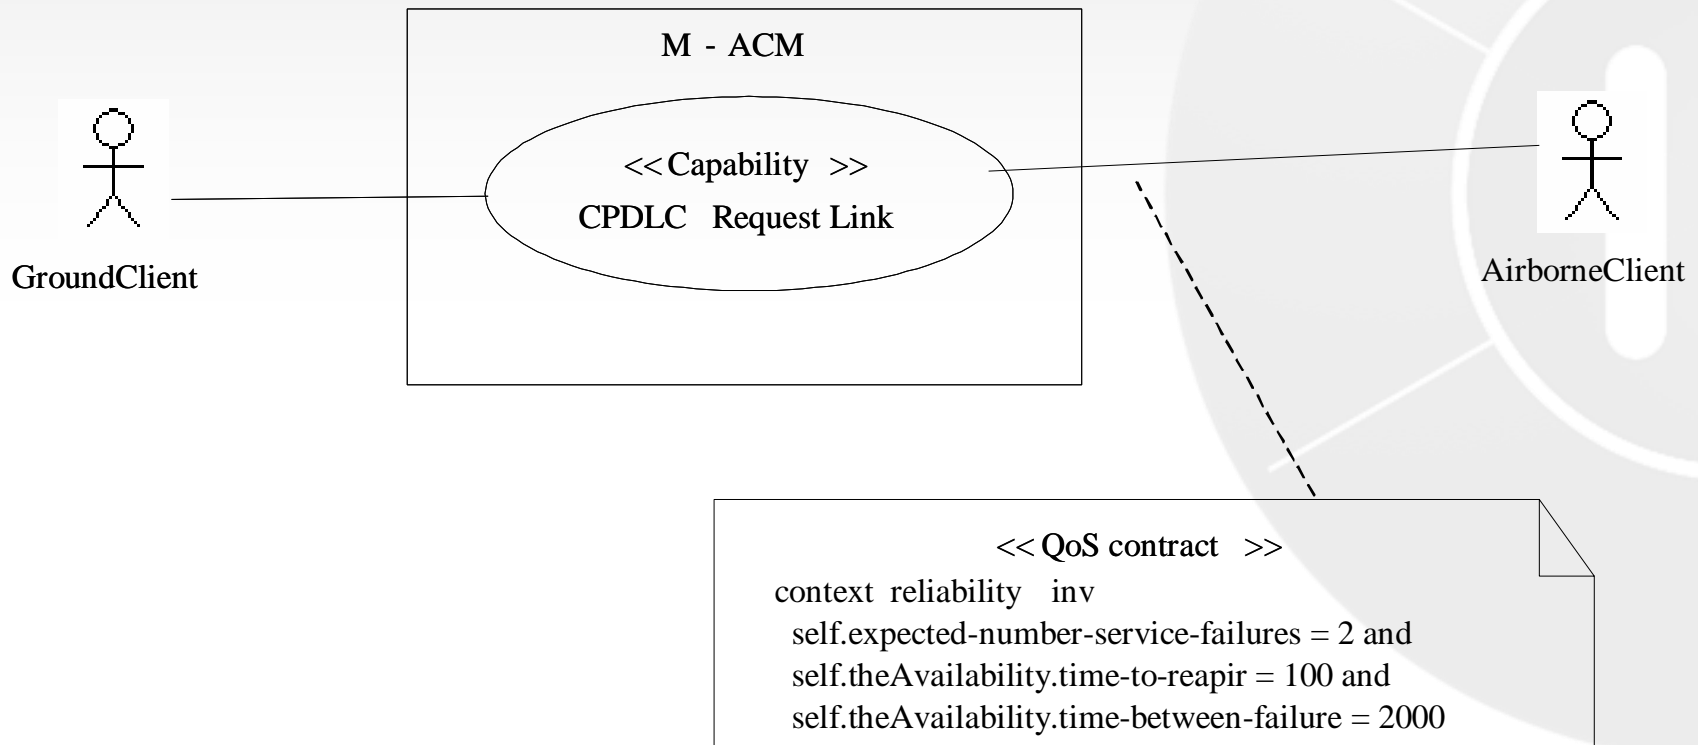 M - ACM
<< Capability >>
CPDLC Request Link
GroundClient
AirborneClient
<< QoS contract >>
context reliability inv
self.expected-number-service-failures = 2 and
self.theAvailability.time-to-reapir = 100 and
self.theAvailability.time-between-failure = 2000